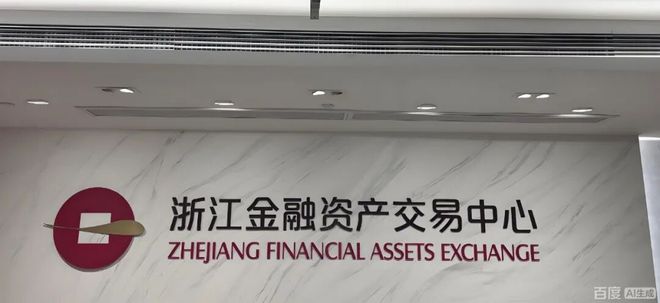 浙江金融资产交易中心
ZHEJIANG FINANCIAL ASSETS EXCHANGE
百度 AI生成